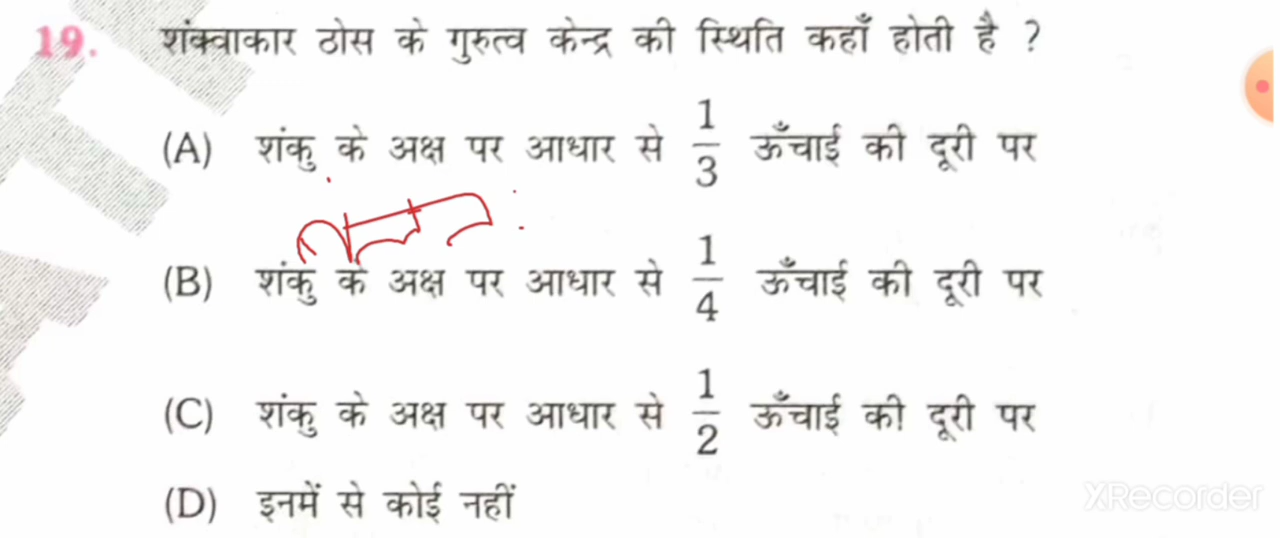 19. शंक्वाकार ठोस के गुरुत्व केन्द्र की स्थिति कहाँ होती है ?
(A) शंकु के अक्ष पर आधार से 1/3 ऊँचाई की दूरी पर
(B) शंकु के अक्ष पर आधार से 1/4 ऊँचाई की दूरी पर
(C) शंकु के अक्ष पर आधार से 1/2 ऊँचाई की दूरी पर
(D) इनमें से कोई नहीं
XRecorder